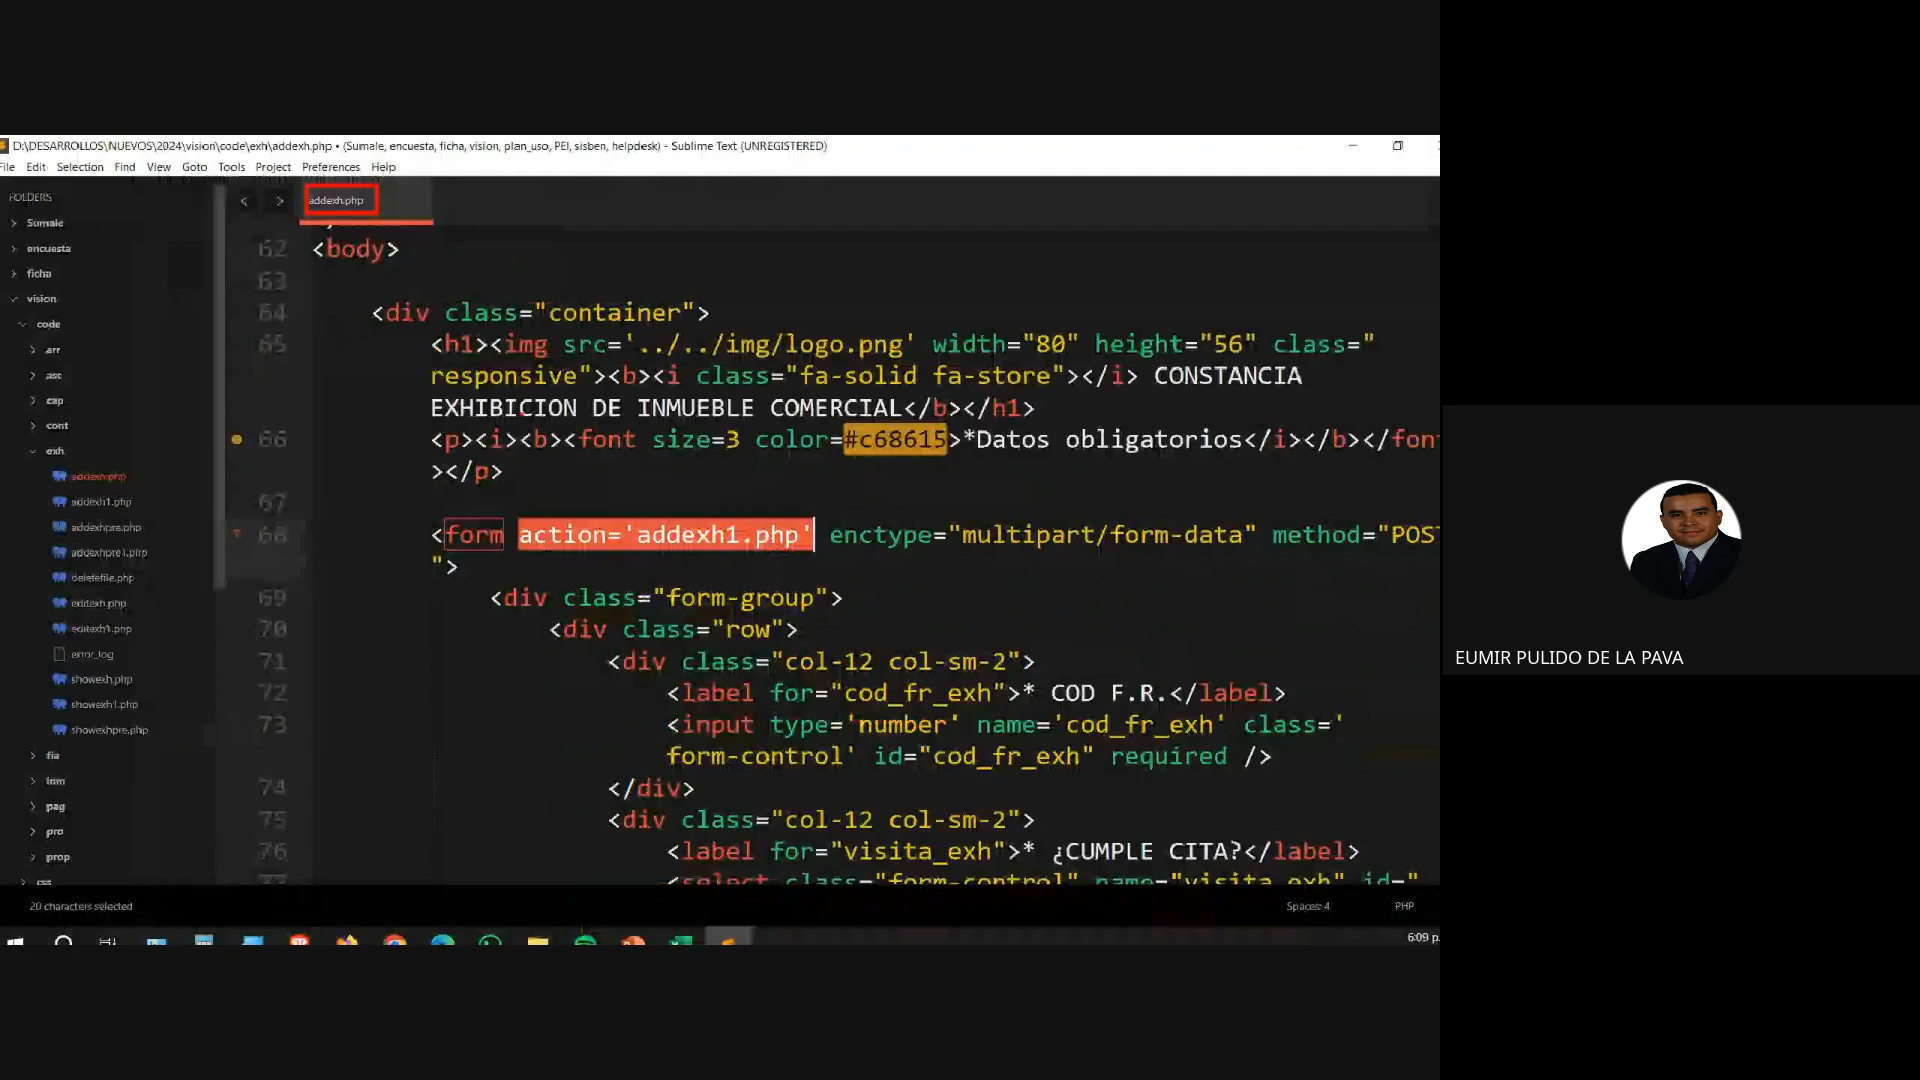 D:\DESARROLLOS\NUEVOS\2024\vision\code\exh\addexh.php • (Sumale, encuesta, ficha, vision, plan_uso, PEI, sisben, helpdesk) - Sublime Text (UNREGISTERED)
File Edit Selection Find View Goto Tools Project Preferences Help
FOLDERS
Sumale
encuesta
ficha
vision
code
arr
asc
cap
cont
exh
addexh.php
addexh1.php
addexhpre.php
addexhpre1.php
deletefile.php
editexh.php
editexh1.php
error_log
showexh.php
showexh1.php
showexhpre.php
fia
inm
pag
pro
prop
css
addexh.php
62 <body>
63
64 <div class="container">
65 <h1><img src='../../img/logo.png' width="80" height="56" class="
responsive"><b><i class="fa-solid fa-store"></i> CONSTANCIA
EXHIBICION DE INMUEBLE COMERCIAL</b></h1>
66 <p><i><b><font size=3 color=#c68615>*Datos obligatorios</i></b></font
></p>
67
68 <form action='addexh1.php' enctype="multipart/form-data" method="POST
">
69 <div class="form-group">
70 <div class="row">
71 <div class="col-12 col-sm-2">
72 <label for="cod_fr_exh">* COD F.R.</label>
73 <input type='number' name='cod_fr_exh' class='
form-control' id="cod_fr_exh" required />
74 </div>
75 <div class="col-12 col-sm-2">
76 <label for="visita_exh">* ¿CUMPLE CITA?</label>
77 <select class="form-control" name="visita_exh" id="
20 characters selected
Spaces: 4
PHP
6:09 p.
EUMIR PULIDO DE LA PAVA